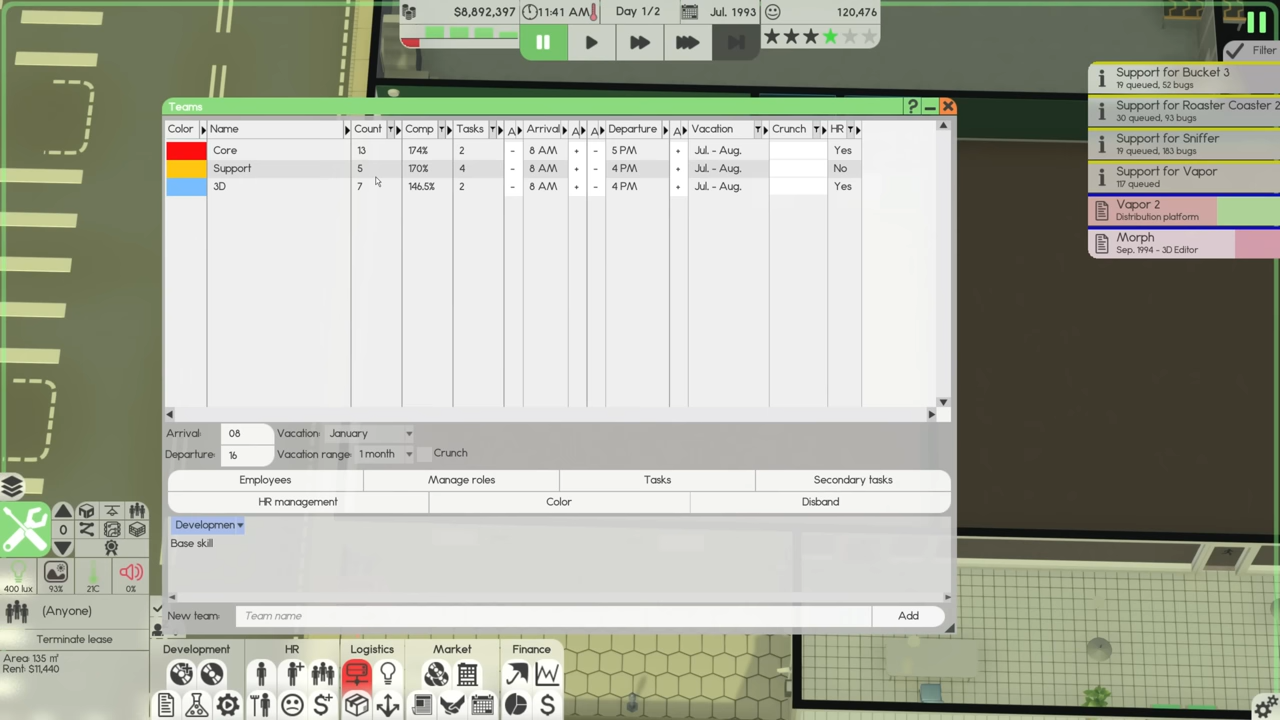 $8,892,397 11:41 AM Day 1/2 Jul. 1993 120,476
Filter
Support for Bucket 3
19 queued, 52 bugs
Support for Roaster Coaster 2
30 queued, 93 bugs
Support for Sniffer
19 queued, 183 bugs
Support for Vapor
117 queued
Vapor 2
Distribution platform
Morph
Sep. 1994 - 3D Editor
Teams ?
Color Name Count Comp Tasks A Arrival A A Departure A Vacation Crunch HR
Core 13 174% 2 - 8 AM + - 5 PM + Jul. - Aug. Yes
Support 5 170% 4 - 8 AM + - 4 PM + Jul. - Aug. No
3D 7 146.5% 2 - 8 AM + - 4 PM + Jul. - Aug. Yes
Arrival 08 Vacation January
Departure 16 Vacation range 1 month Crunch
Employees Manage roles Tasks Secondary tasks
HR management Color Disband
Developmen
Base skill
New team: Team name Add
0
400 lux 93% 21C 0%
(Anyone)
Terminate lease
Area: 135 m²
Rent: $11,440
Development HR Logistics Market Finance